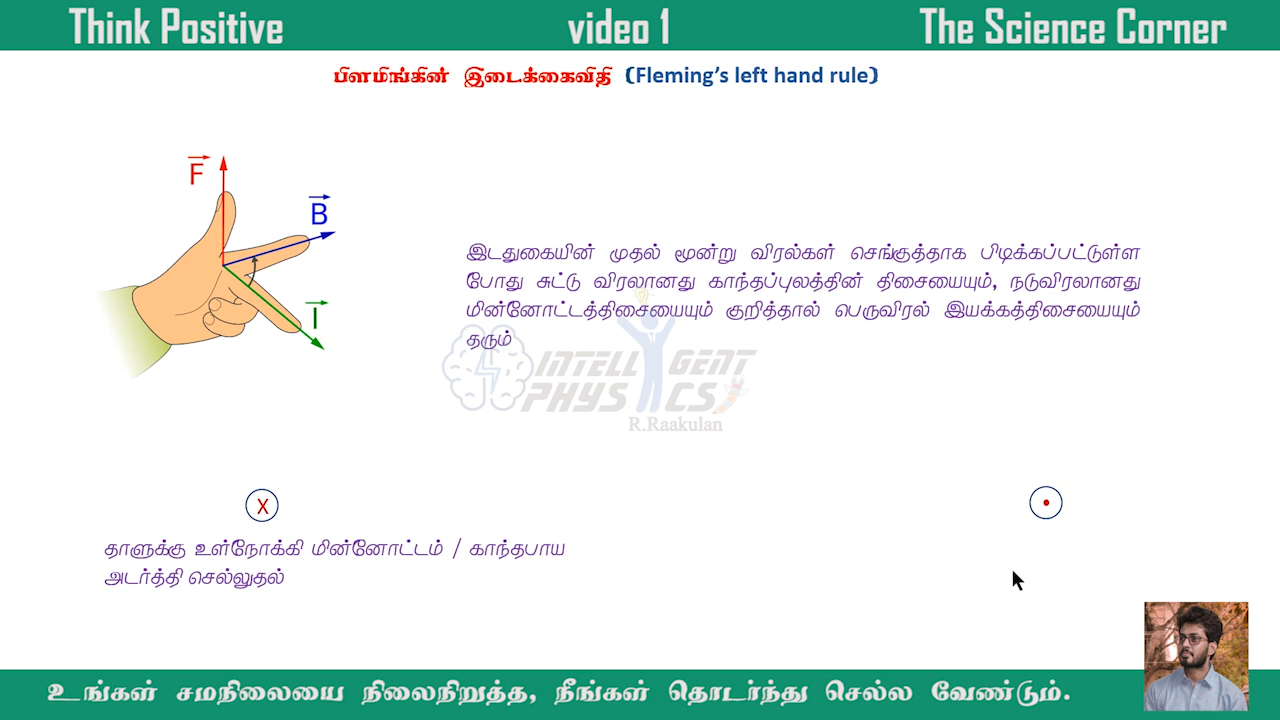 Think Positive
video 1
The Science Corner
பிளமிங்கின் இடைக்கைவிதி (Fleming's left hand rule)
F
B
I
இடதுகையின் முதல் மூன்று விரல்கள் செங்குத்தாக பிடிக்கப்பட்டுள்ள
போது சுட்டு விரலானது காந்தப்புலத்தின் திசையையும், நடுவிரலானது
மின்னோட்டத்திசையையும் குறித்தால் பெருவிரல் இயக்கத்திசையையும்
தரும்
INTELLIGENT
PHYSICS
R.Raakulan
X
தாளுக்கு உள்நோக்கி மின்னோட்டம் / காந்தபாய
அடர்த்தி செல்லுதல்
உங்கள் சமநிலையை நிலைநிறுத்த, நீங்கள் தொடர்ந்து செல்ல வேண்டும்.